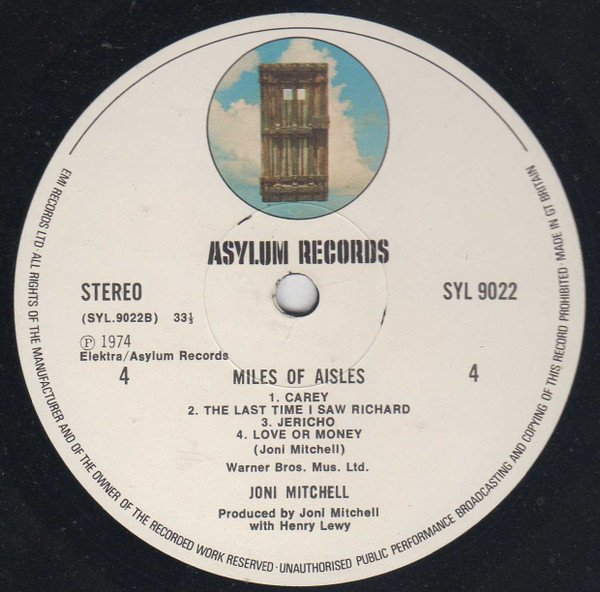 ASYLUM RECORDS
STEREO
SYL 9022
(SYL.9022B) 33⅓
Ⓟ 1974
Elektra/Asylum Records
4
MILES OF AISLES
4
1. CAREY
2. THE LAST TIME I SAW RICHARD
3. JERICHO
4. LOVE OR MONEY
(Joni Mitchell)
Warner Bros. Mus. Ltd.
JONI MITCHELL
Produced by Joni Mitchell
with Henry Lewy
EMI RECORDS LTD· ALL RIGHTS OF THE MANUFACTURER AND OF THE OWNER OF THE RECORDED WORK RESERVED·UNAUTHORISED PUBLIC PERFORMANCE BROADCASTING AND COPYING OF THIS RECORD PROHIBITED·MADE IN GT BRITAIN